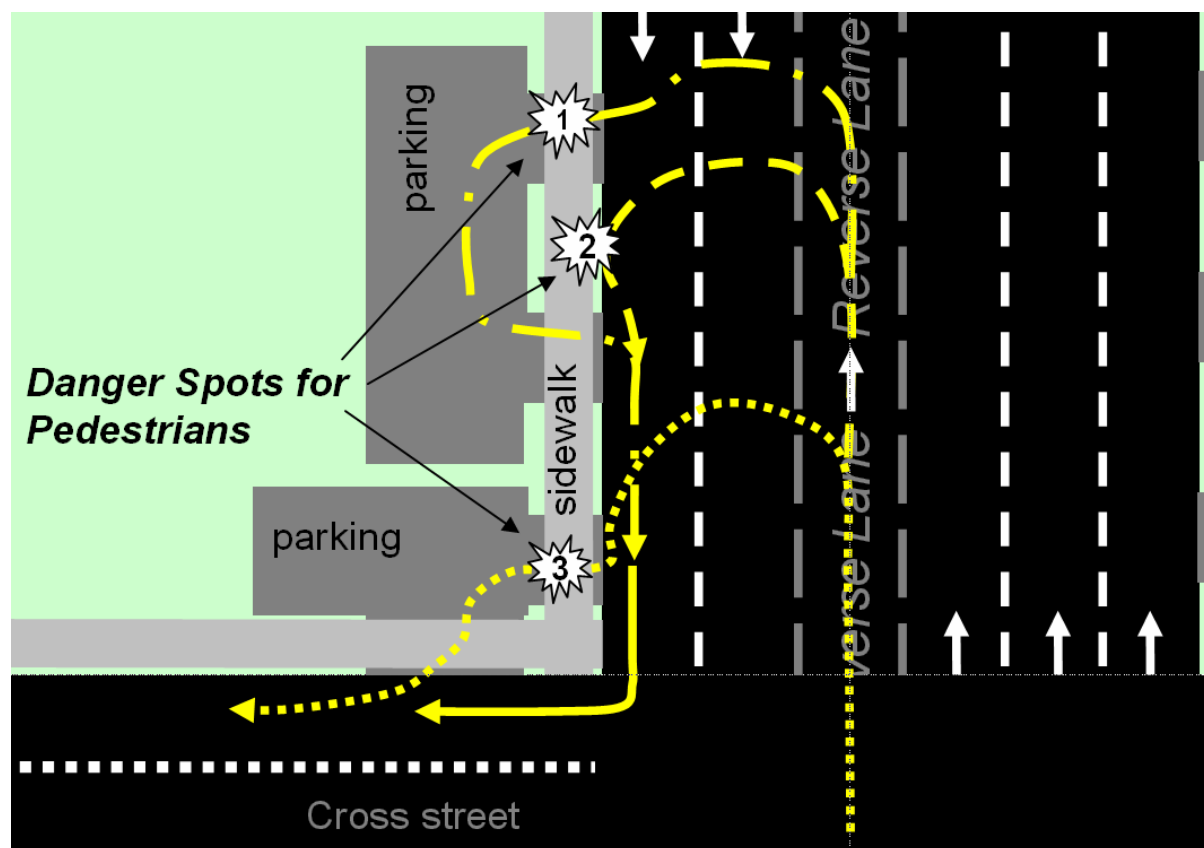 parking
1
2
Reverse Lane
Danger Spots for
Pedestrians
sidewalk
verse Lane
parking
3
Cross street